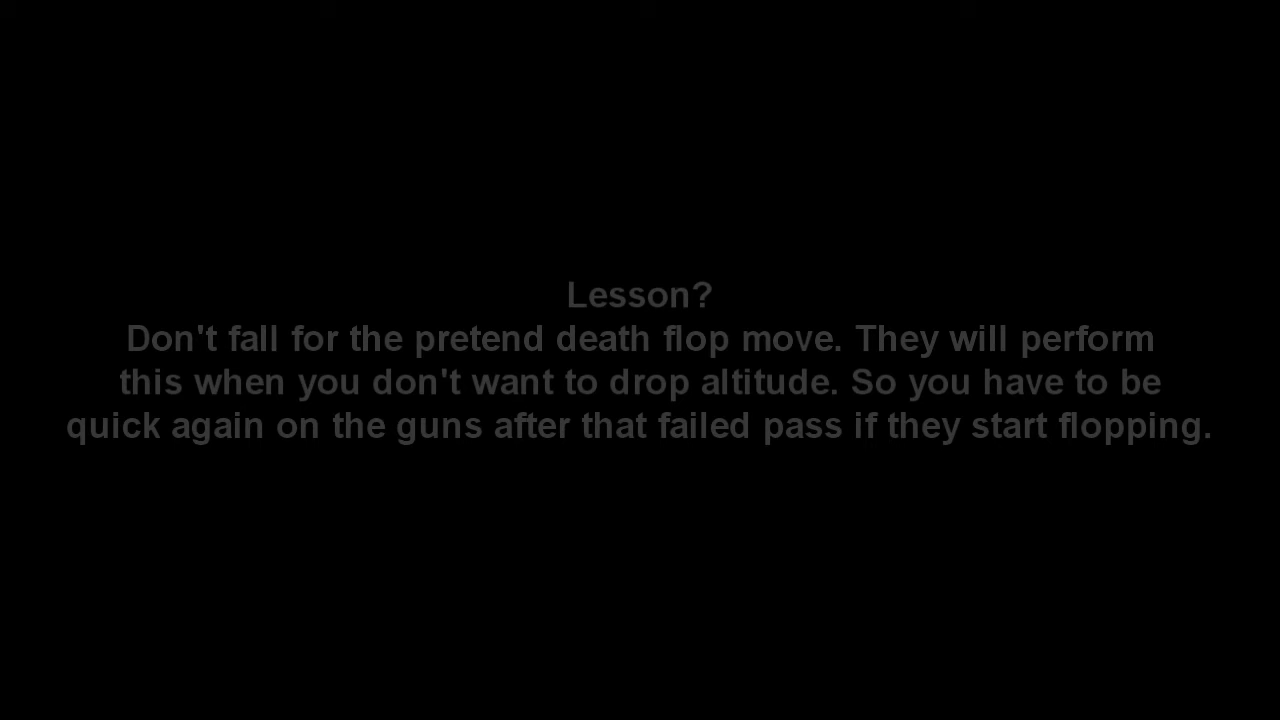 Lesson?
Don't fall for the pretend death flop move. They will perform
this when you don't want to drop altitude. So you have to be
quick again on the guns after that failed pass if they start flopping.